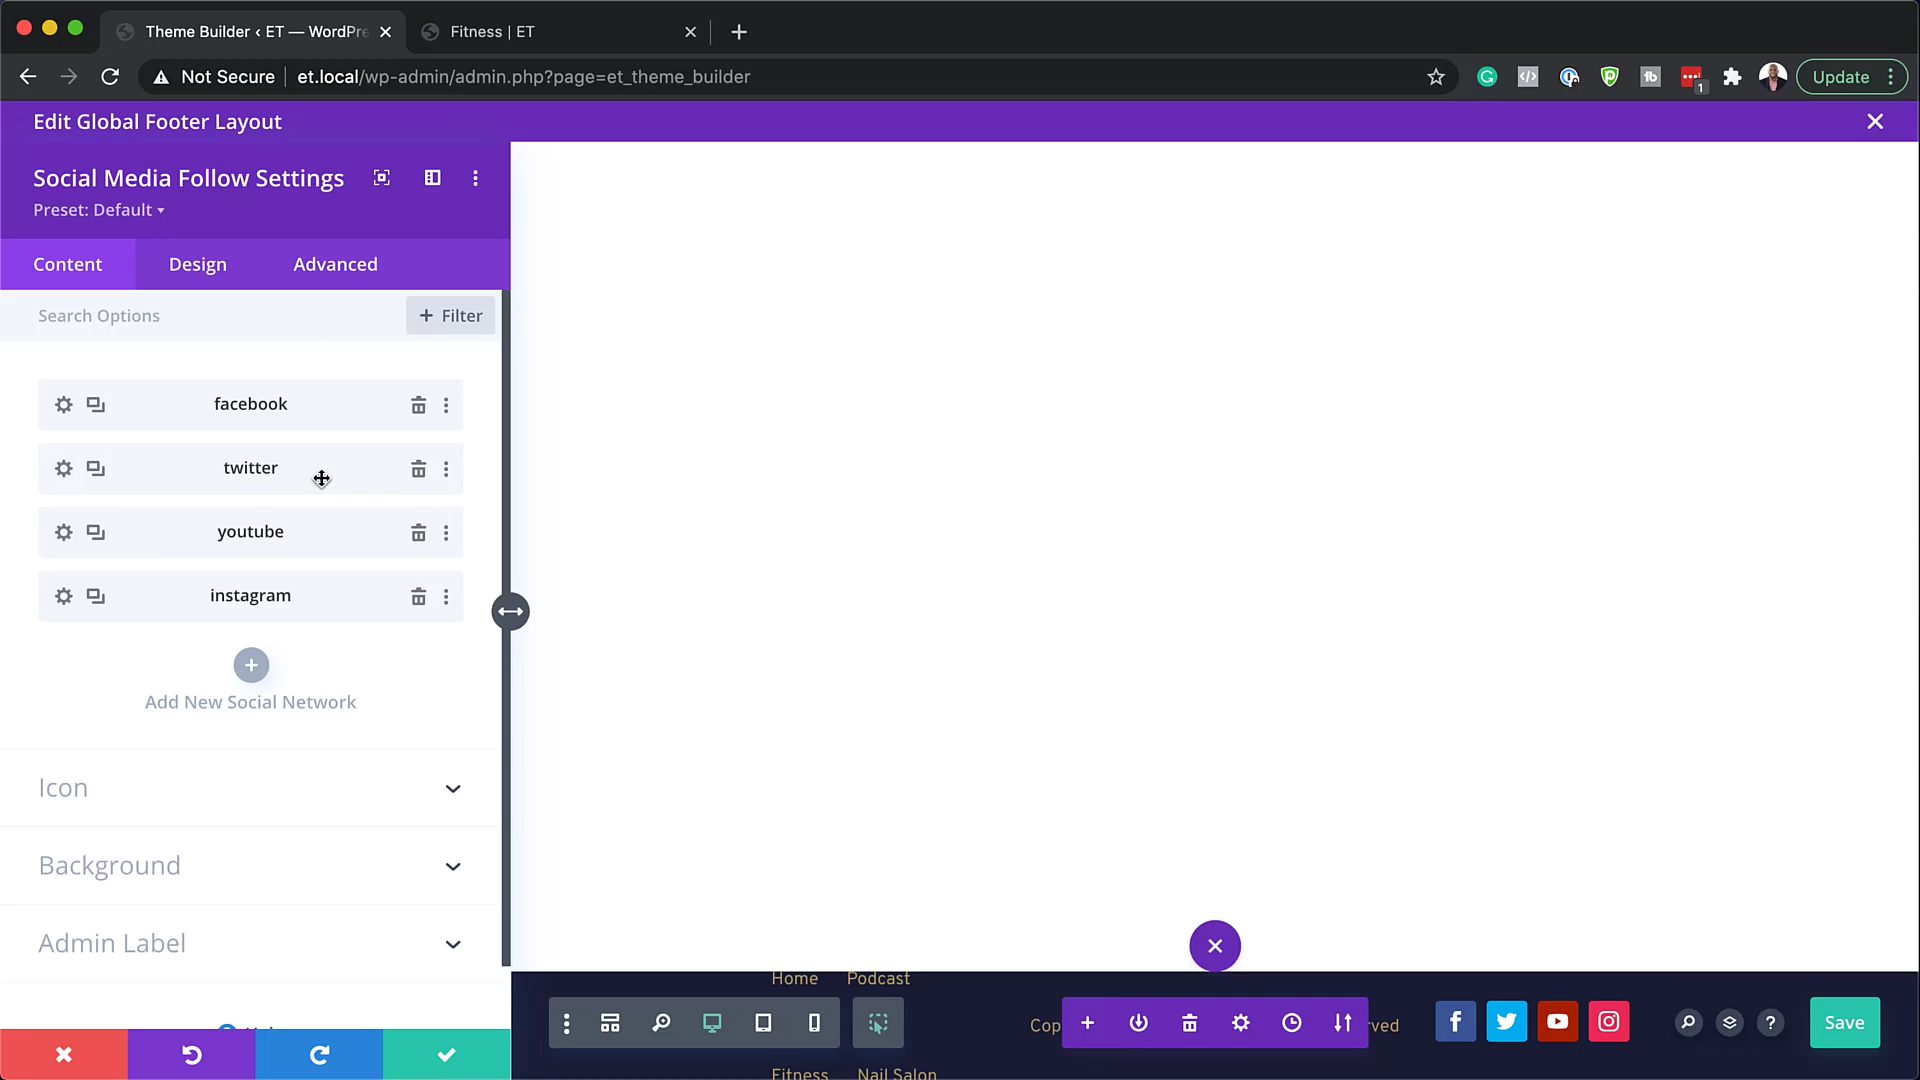 Theme Builder ‹ ET — WordPre
Fitness | ET
Not Secure
et.local/wp-admin/admin.php?page=et_theme_builder
1
Update
Edit Global Footer Layout
Social Media Follow Settings
Preset: Default
Content
Design
Advanced
Search Options
+ Filter
facebook
twitter
youtube
instagram
Add New Social Network
Icon
Background
Admin Label
Home
Podcast
Cop
rved
Save
Fitness
Nail Salon